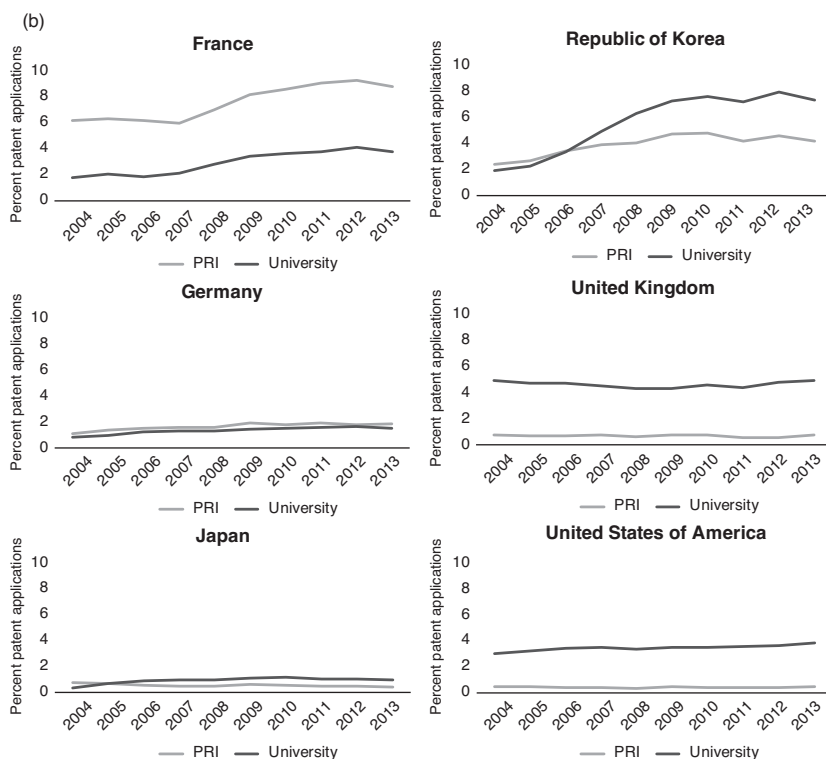 (b)
France
Percent patent applications
10
8
6
4
2
0
2004 2005 2006 2007 2008 2009 2010 2011 2012 2013
PRI University
Republic of Korea
Percent patent applications
10
8
6
4
2
0
2004 2005 2006 2007 2008 2009 2010 2011 2012 2013
PRI University
Germany
Percent patent applications
10
8
6
4
2
0
2004 2005 2006 2007 2008 2009 2010 2011 2012 2013
PRI University
United Kingdom
Percent patent applications
10
8
6
4
2
0
2004 2005 2006 2007 2008 2009 2010 2011 2012 2013
PRI University
Japan
Percent patent applications
10
8
6
4
2
0
2004 2005 2006 2007 2008 2009 2010 2011 2012 2013
PRI University
United States of America
Percent patent applications
10
8
6
4
2
0
2004 2005 2006 2007 2008 2009 2010 2011 2012 2013
PRI University